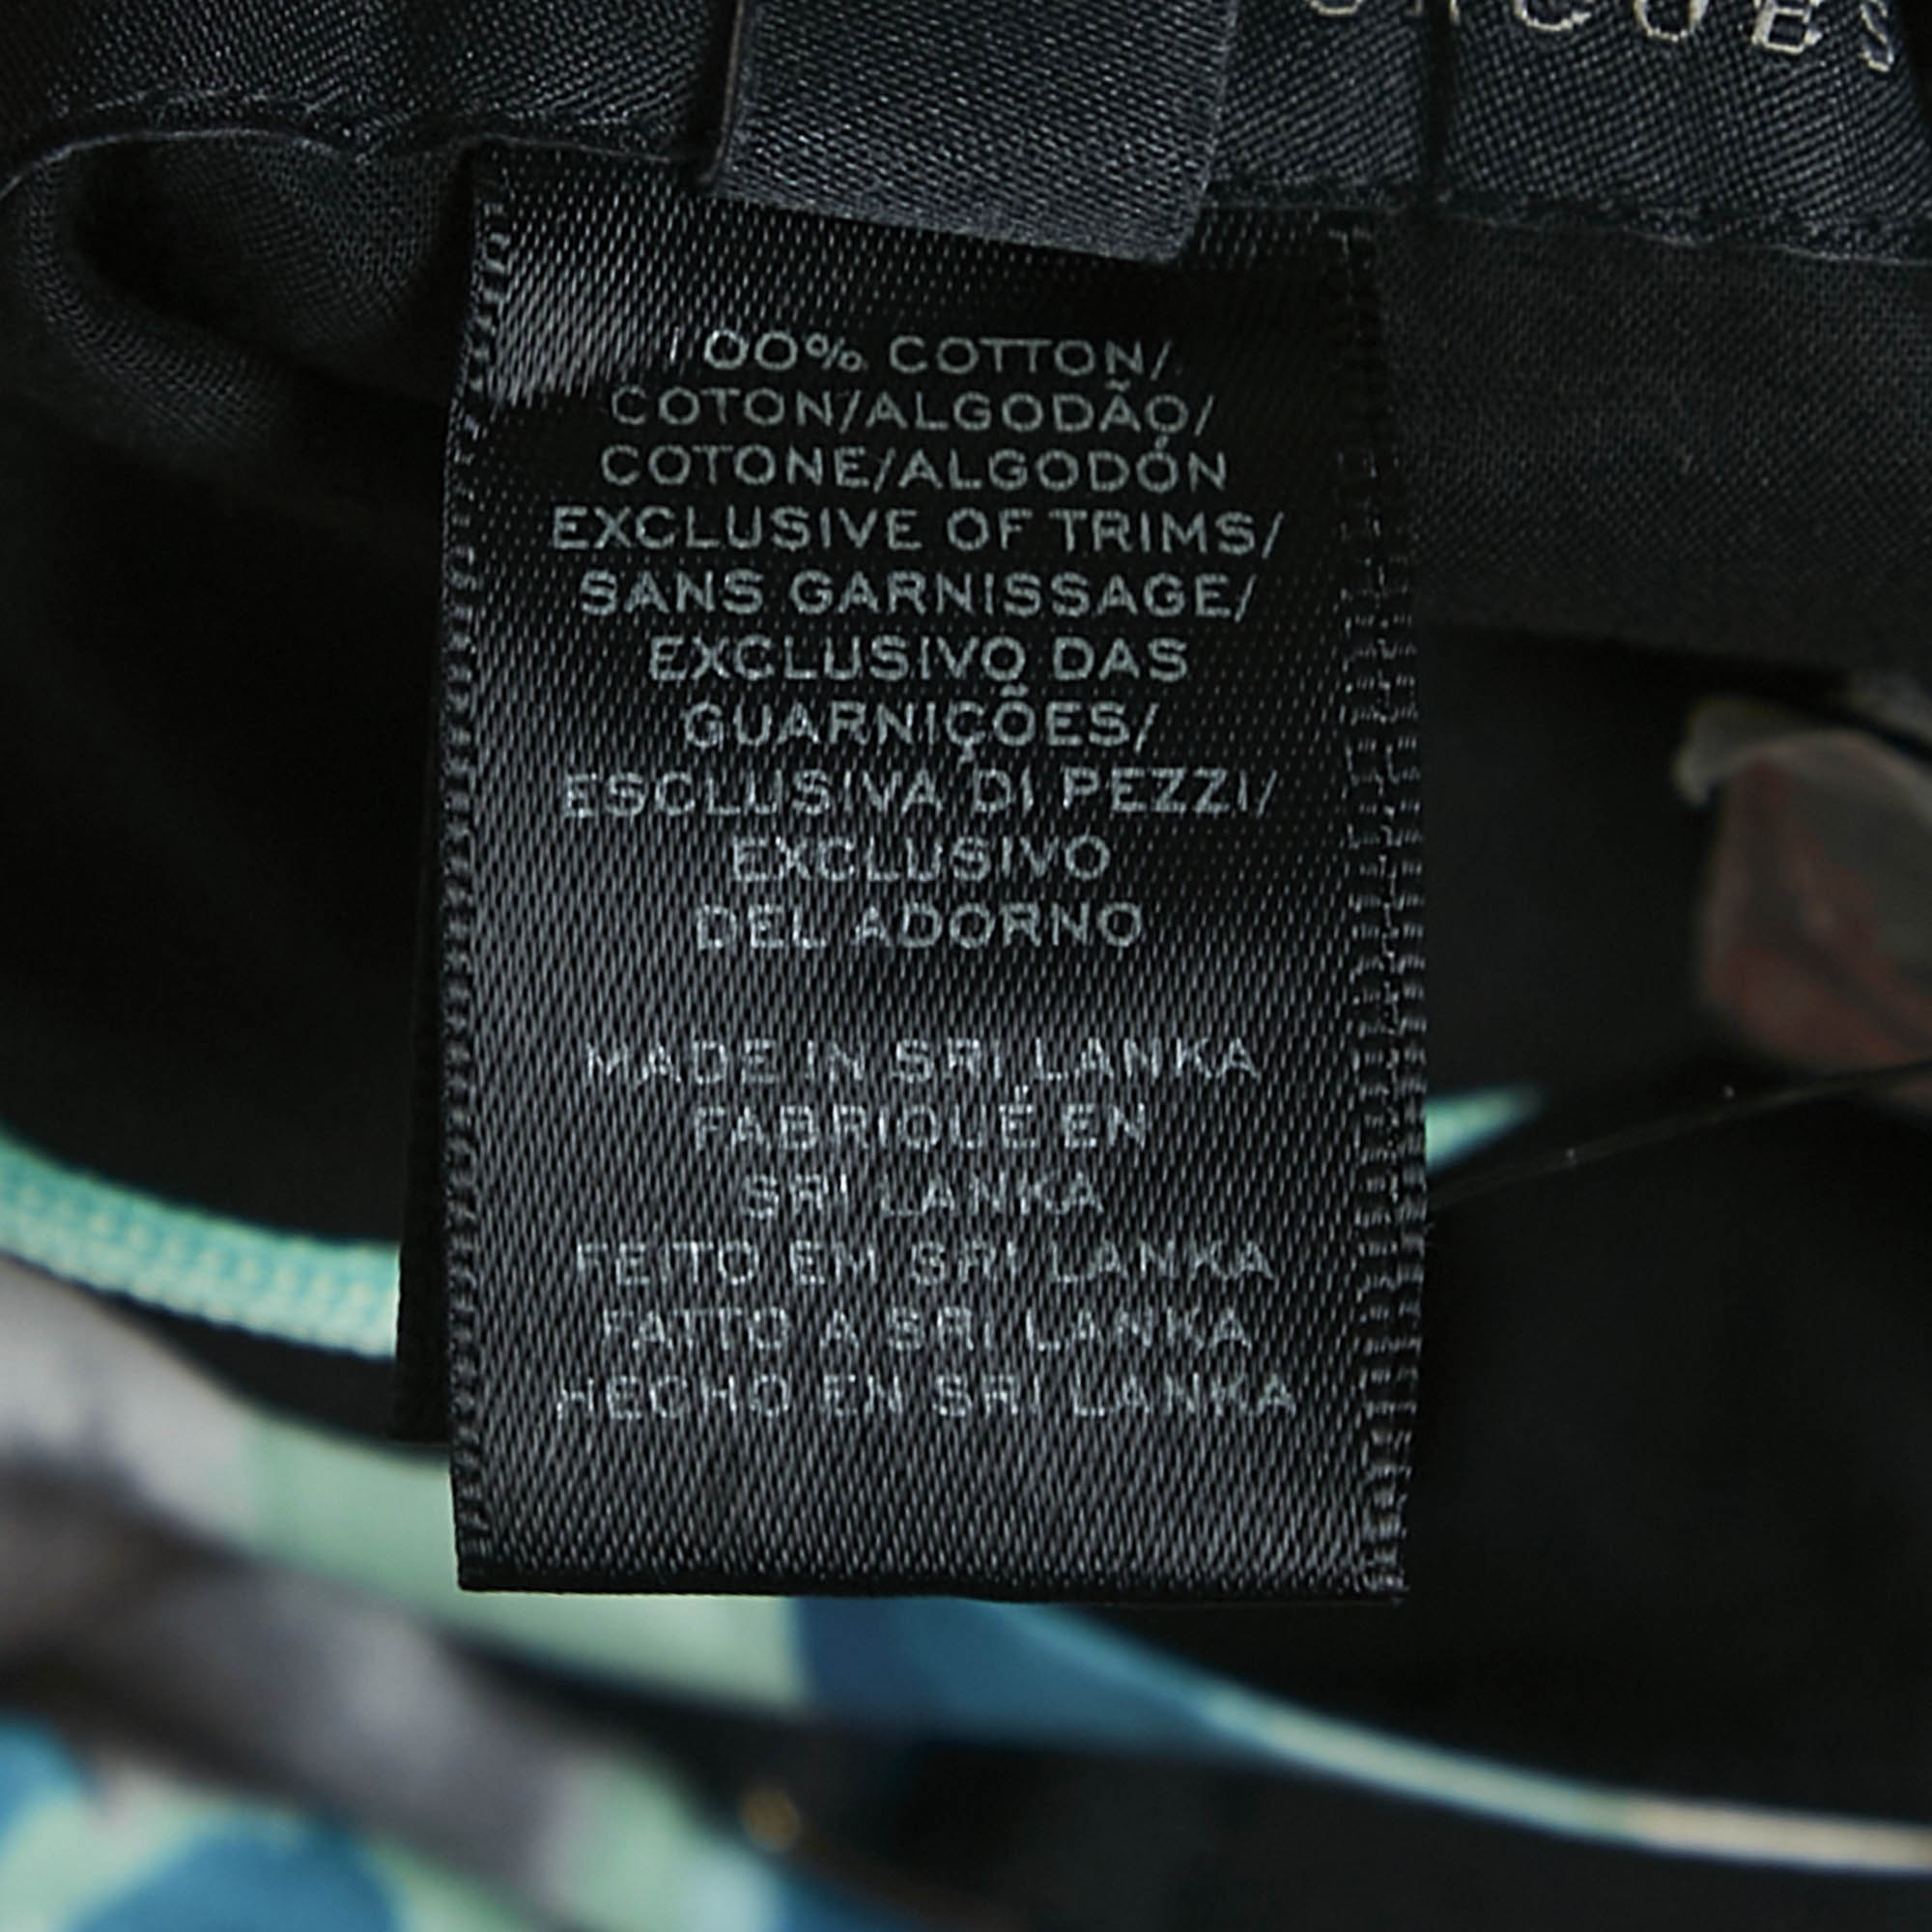 JACOBS
100% COTTON/
COTON/ALGODÃO/
COTONE/ALGODÓN
EXCLUSIVE OF TRIMS/
SANS GARNISSAGE/
EXCLUSIVO DAS
GUARNIÇÕES/
ESCLUSIVA DI PEZZI/
EXCLUSIVO
DEL ADORNO
MADE IN SRI LANKA
FABRIQUÉ EN
SRI LANKA
FEITO EM SRI LANKA
FATTO A SRI LANKA
HECHO EN SRI LANKA